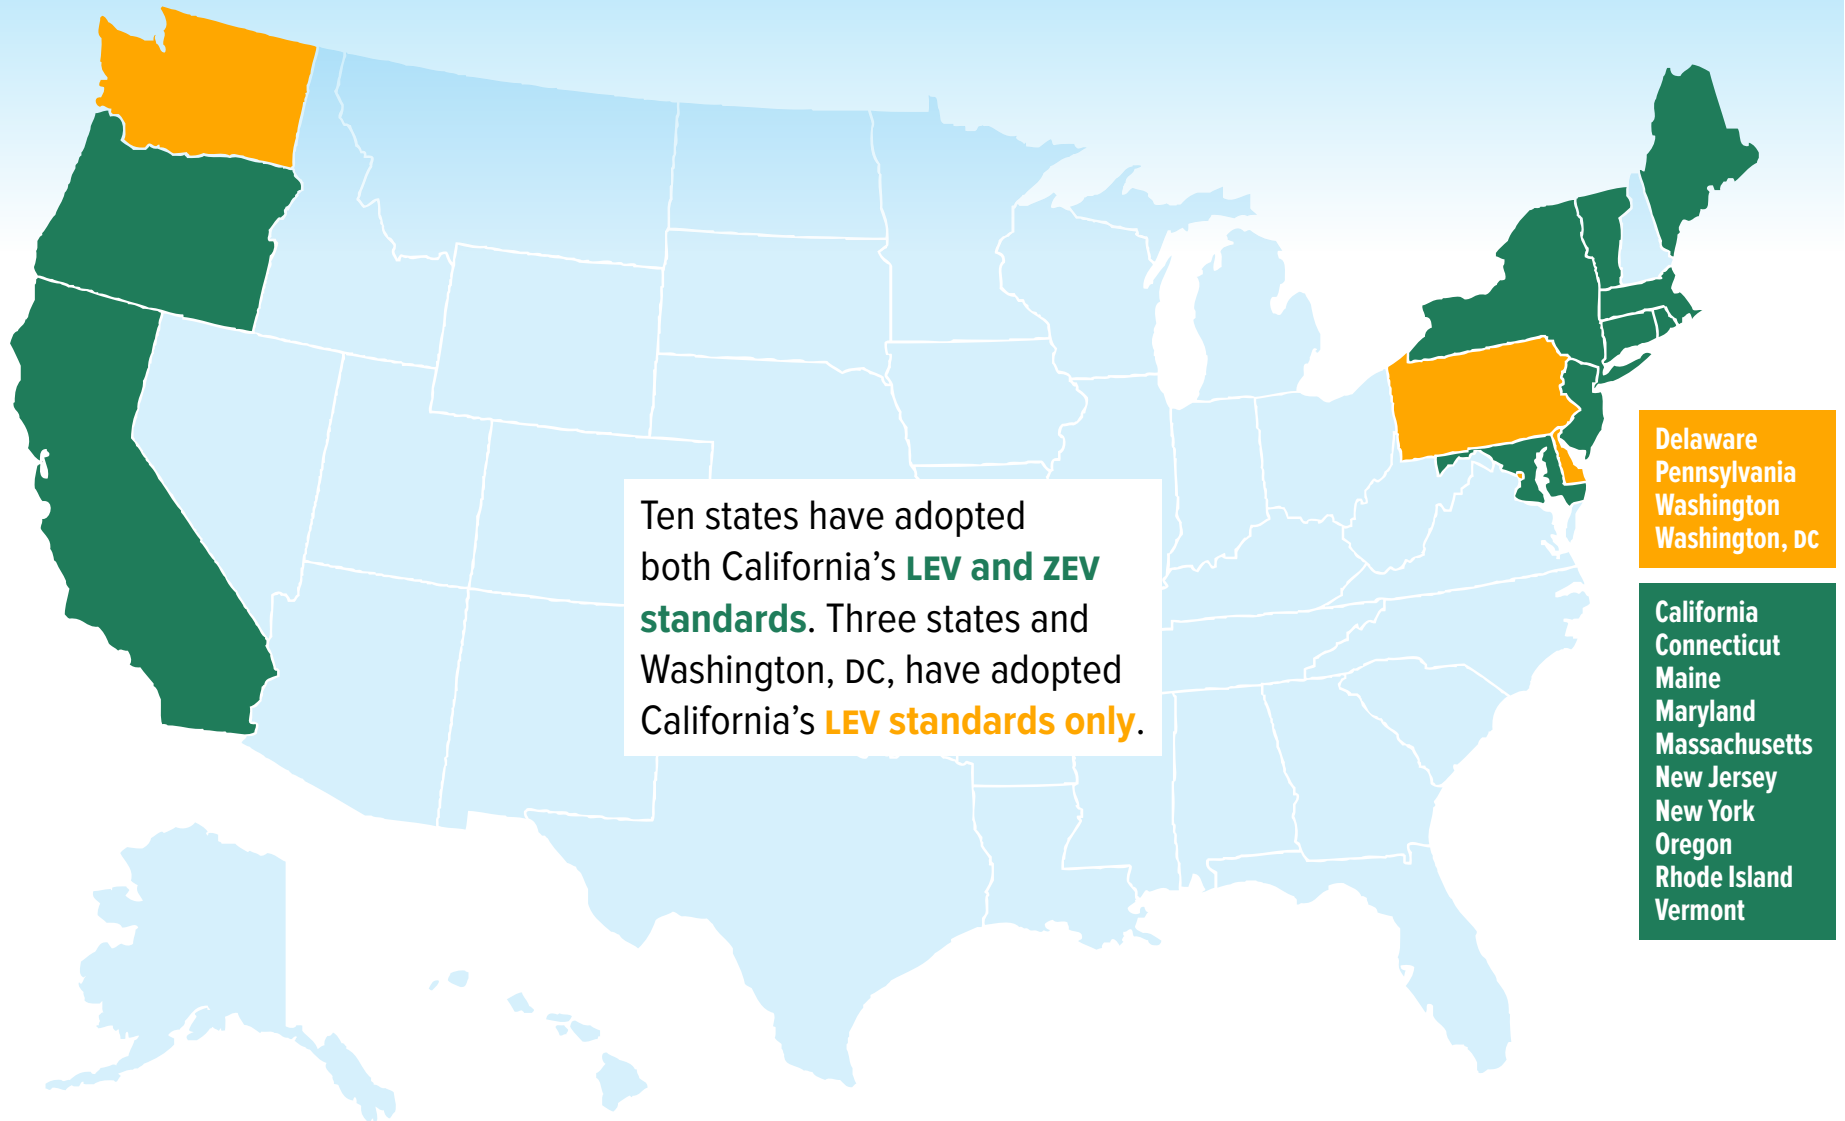 Ten states have adopted
both California’s LEV and ZEV
standards. Three states and
Washington, DC, have adopted
California’s LEV standards only.
Delaware
Pennsylvania
Washington
Washington, DC
California
Connecticut
Maine
Maryland
Massachusetts
New Jersey
New York
Oregon
Rhode Island
Vermont